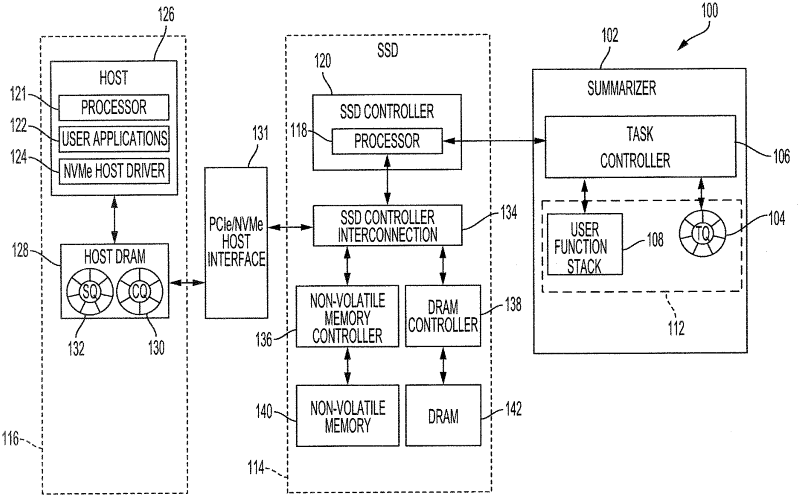 100
126
HOST
121
PROCESSOR
122
USER APPLICATIONS
124
NVMe HOST DRIVER
128
HOST DRAM
SQ
CQ
132
130
116
131
PCIe/NVMe
HOST
INTERFACE
SSD
120
SSD CONTROLLER
118
PROCESSOR
SSD CONTROLLER
INTERCONNECTION
134
NON-VOLATILE
MEMORY
CONTROLLER
136
DRAM
CONTROLLER
138
140
NON-VOLATILE
MEMORY
DRAM
142
114
102
SUMMARIZER
TASK
CONTROLLER
106
USER
FUNCTION
STACK
108
TQ
104
112